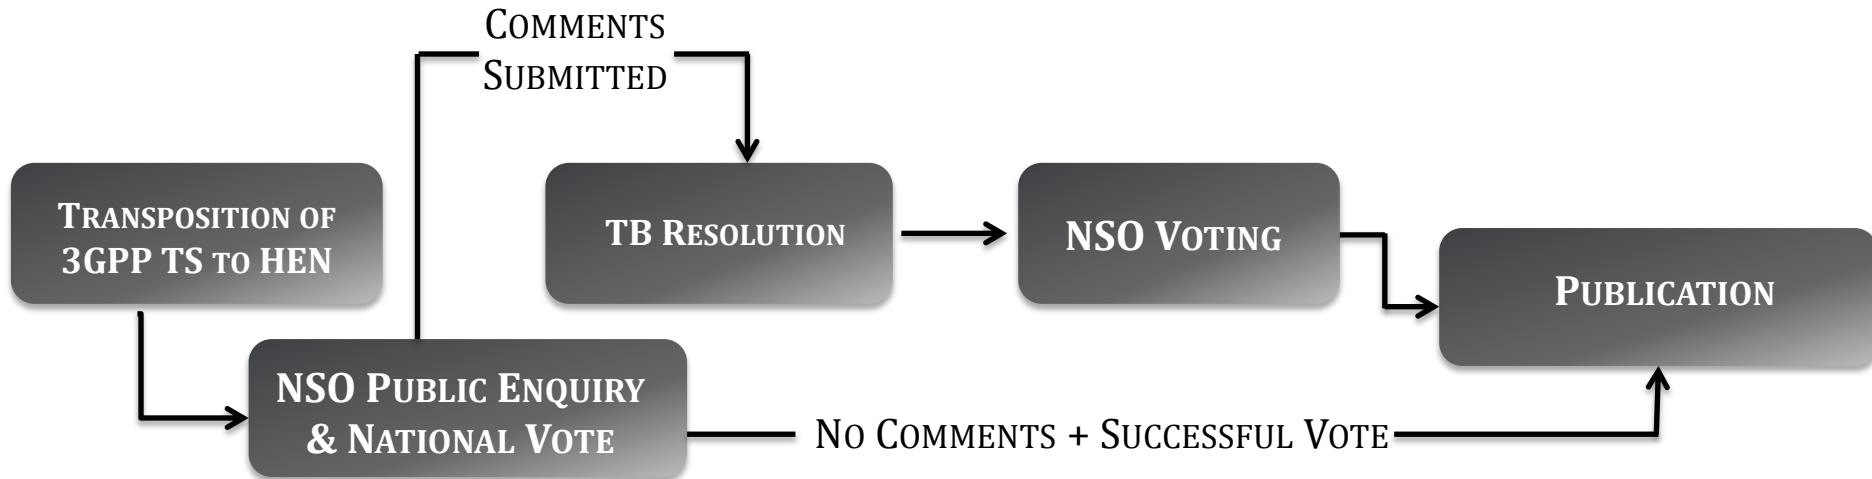 COMMENTS
SUBMITTED
TRANSPOSITION OF
3GPP TS TO HEN
TB RESOLUTION
NSO VOTING
PUBLICATION
NSO PUBLIC ENQUIRY
& NATIONAL VOTE
NO COMMENTS + SUCCESSFUL VOTE